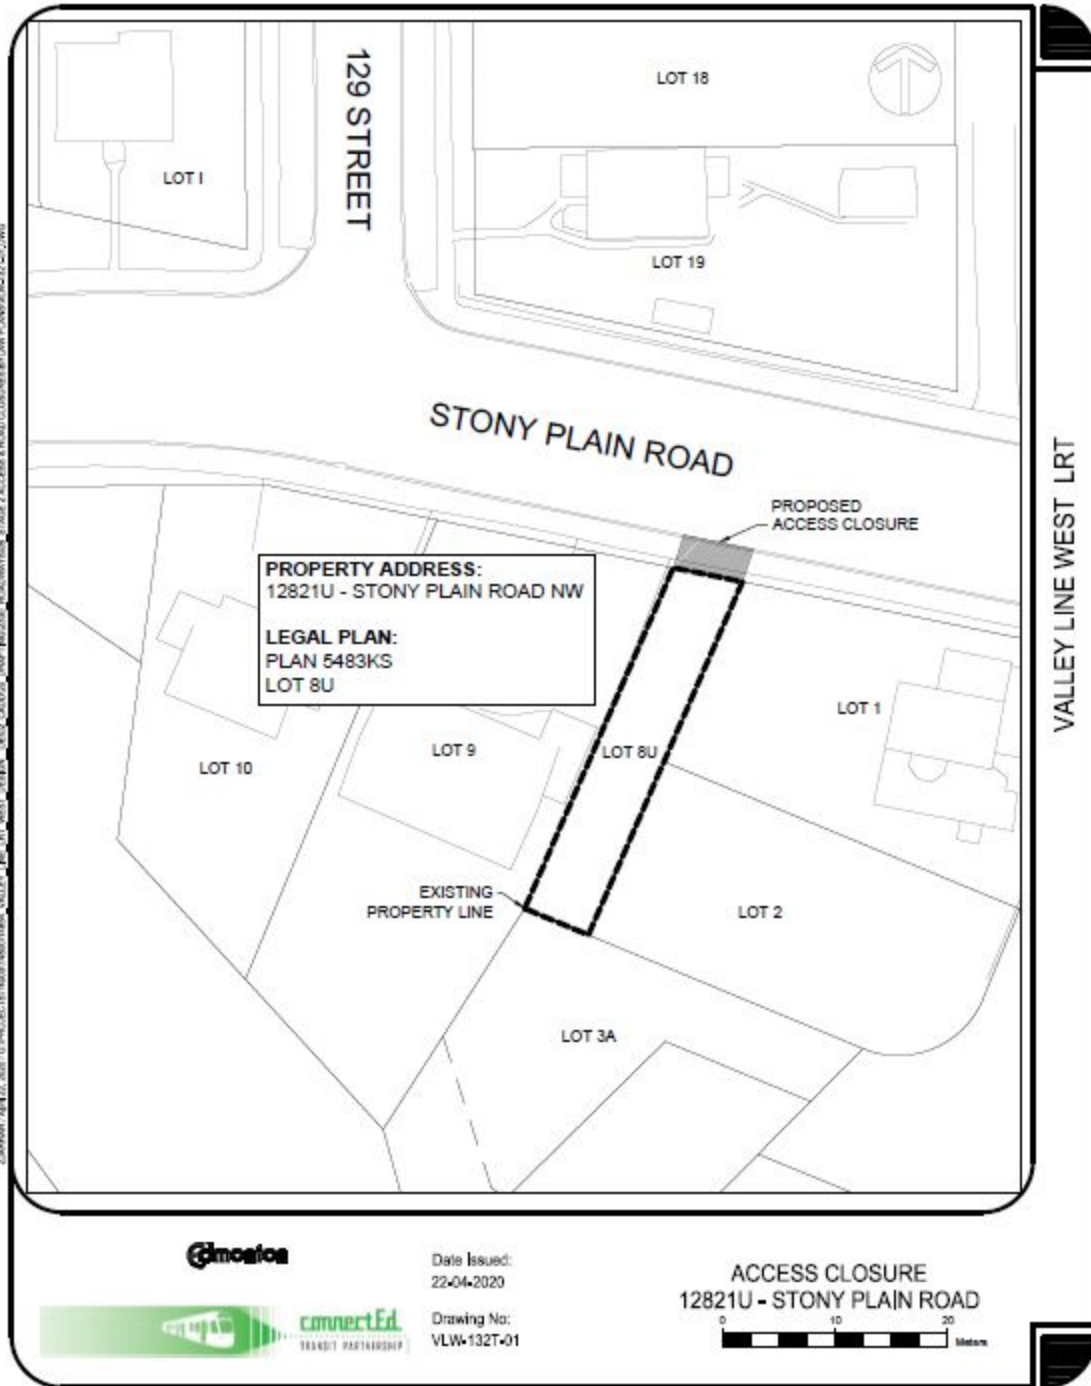 129 STREET
LOT 18
LOT I
LOT 19
STONY PLAIN ROAD
PROPOSED
ACCESS CLOSURE
PROPERTY ADDRESS:
12821U - STONY PLAIN ROAD NW
LEGAL PLAN:
PLAN 5483KS
LOT 8U
LOT 1
LOT 9
LOT 8U
LOT 10
EXISTING
PROPERTY LINE
LOT 2
LOT 3A
VALLEY LINE WEST LRT
Edmonton
connectEd
TRANSIT PARTNERSHIP
Date Issued:
22-04-2020
Drawing No:
VLW-132T-01
ACCESS CLOSURE
12821U - STONY PLAIN ROAD
0 10 20
Meters